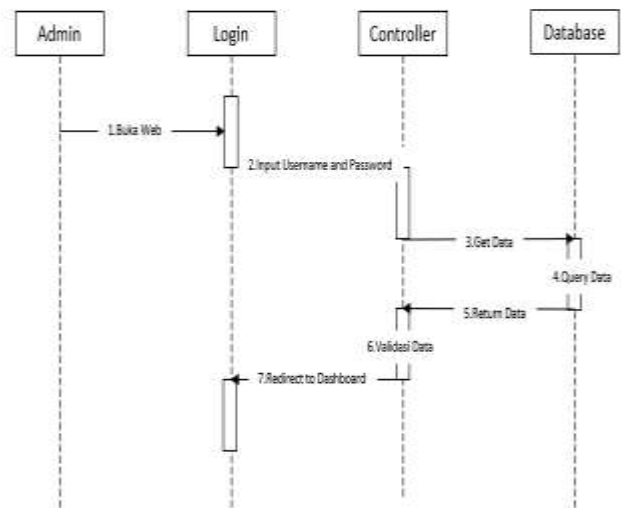 Admin
Login
Controller
Database
1.Buka Web
2.Input Username and Password
3.Get Data
4.Query Data
5.Return Data
6.Validasi Data
7.Redirect to Dashboard